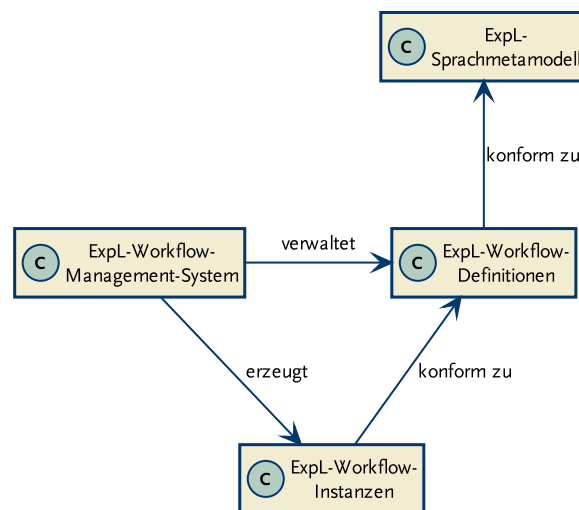 C
ExpL-
Sprachmetamodell
konform zu
verwaltet
C
ExpL-Workflow-
Management-System
C
ExpL-Workflow-
Definitionen
erzeugt
konform zu
C
ExpL-Workflow-
Instanzen